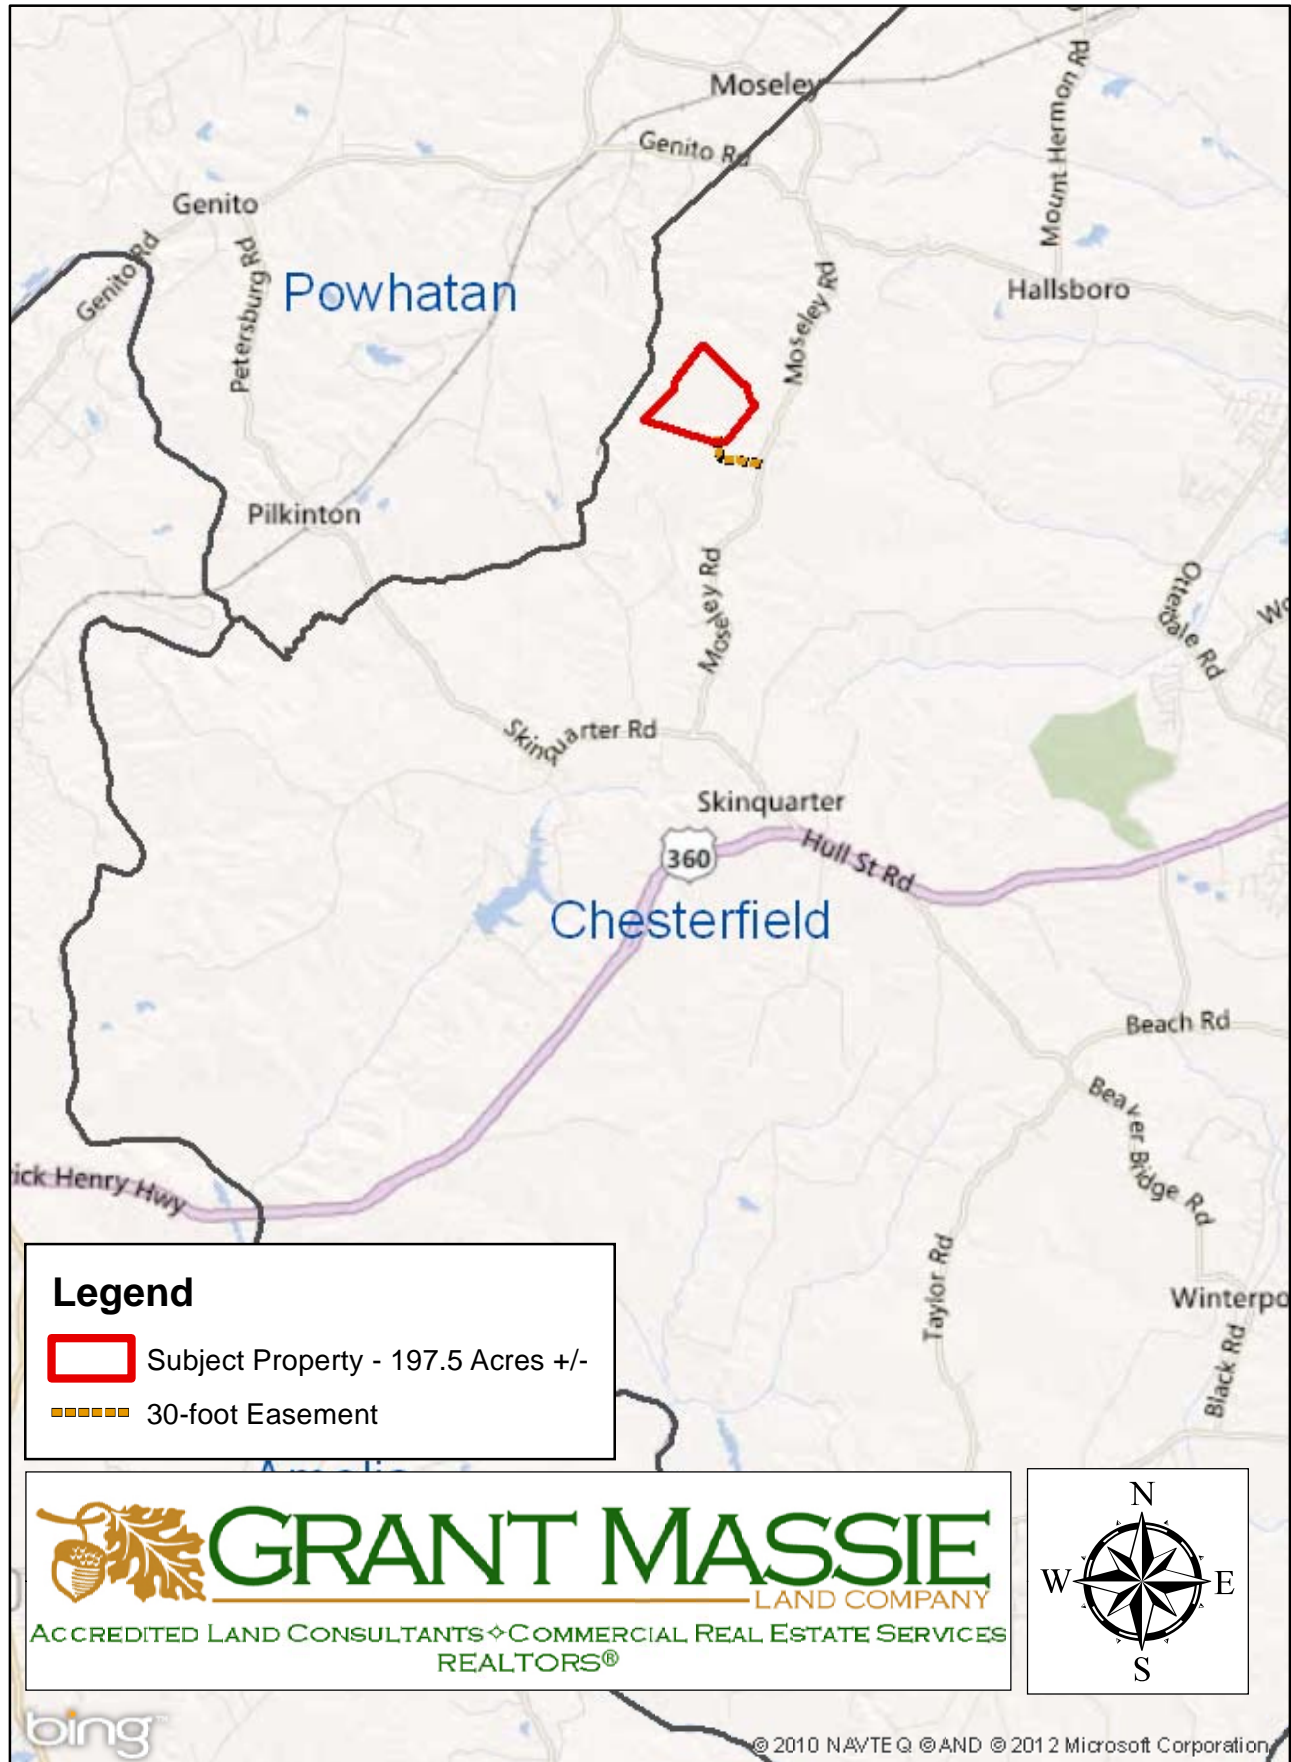 Moseley
Genito Rd
Mount Hermon Rd
Genito
Genito Rd
Petersburg Rd
Powhatan
Hallsboro
Moseley Rd
Pilkinton
Moseley Rd
Otterdale Rd
Skinquarter Rd
Skinquarter
360
Hull St Rd
Chesterfield
Beach Rd
Beaver Bridge Rd
rick Henry Hwy
Taylor Rd
Winterpo
Black Rd
Legend
Subject Property - 197.5 Acres +/-
30-foot Easement
GRANT MASSIE
LAND COMPANY
ACCREDITED LAND CONSULTANTS✧COMMERCIAL REAL ESTATE SERVICES
REALTORS®
N
W E
S
bing™
© 2010 NAVTEQ © AND © 2012 Microsoft Corporation